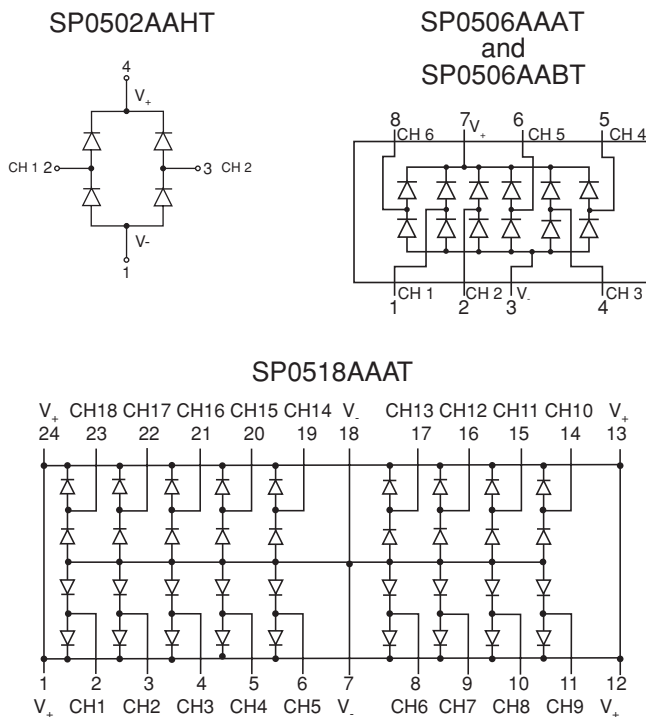 SP0502AAHT
4
V+
CH 1 2
3 CH 2
V-
1
SP0506AAAT
and
SP0506AABT
8 7 6 5
CH 6 V+ CH 5 CH 4
CH 1 CH 2 V- CH 3
1 2 3 4
SP0518AAAT
V+ CH18 CH17 CH16 CH15 CH14 V- CH13 CH12 CH11 CH10 V+
24 23 22 21 20 19 18 17 16 15 14 13
1 2 3 4 5 6 7 8 9 10 11 12
V+ CH1 CH2 CH3 CH4 CH5 V- CH6 CH7 CH8 CH9 V+